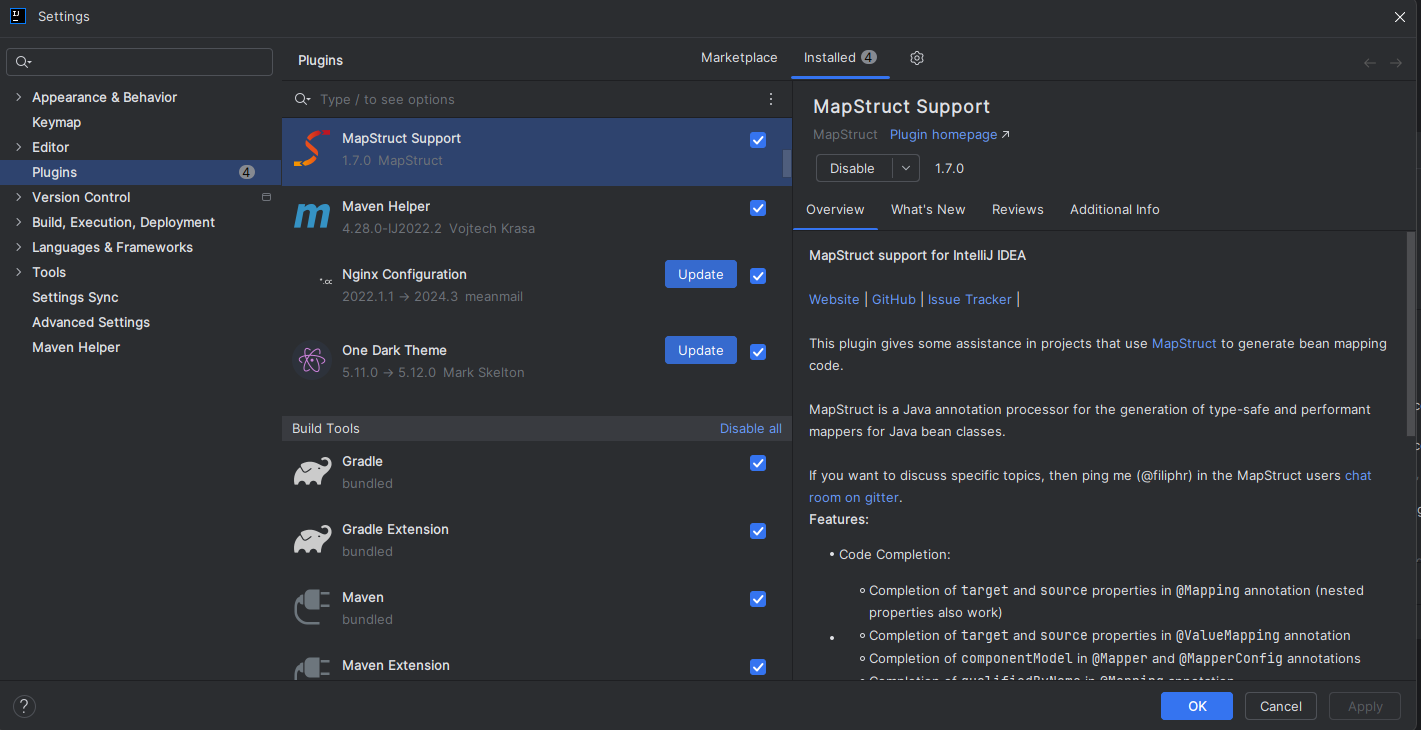 Settings
Appearance & Behavior
Keymap
Editor
Plugins
4
Version Control
Build, Execution, Deployment
Languages & Frameworks
Tools
Settings Sync
Advanced Settings
Maven Helper
Plugins
Marketplace
Installed 4
Type / to see options
MapStruct Support
1.7.0 MapStruct
Maven Helper
4.28.0-IJ2022.2 Vojtech Krasa
Nginx Configuration
Update
2022.1.1 → 2024.3 meanmail
One Dark Theme
Update
5.11.0 → 5.12.0 Mark Skelton
Build Tools
Disable all
Gradle
bundled
Gradle Extension
bundled
Maven
bundled
Maven Extension
MapStruct Support
MapStruct Plugin homepage ↗
Disable
1.7.0
Overview
What's New
Reviews
Additional Info
MapStruct support for IntelliJ IDEA
Website | GitHub | Issue Tracker |
This plugin gives some assistance in projects that use MapStruct to generate bean mapping
code.
MapStruct is a Java annotation processor for the generation of type-safe and performant
mappers for Java bean classes.
If you want to discuss specific topics, then ping me (@filiphr) in the MapStruct users chat
room on gitter.
Features:
• Code Completion:
Completion of target and source properties in @Mapping annotation (nested
properties also work)
Completion of target and source properties in @ValueMapping annotation
Completion of componentModel in @Mapper and @MapperConfig annotations
Completion of qualifiedByName in @Mapping annotation
?
OK
Cancel
Apply